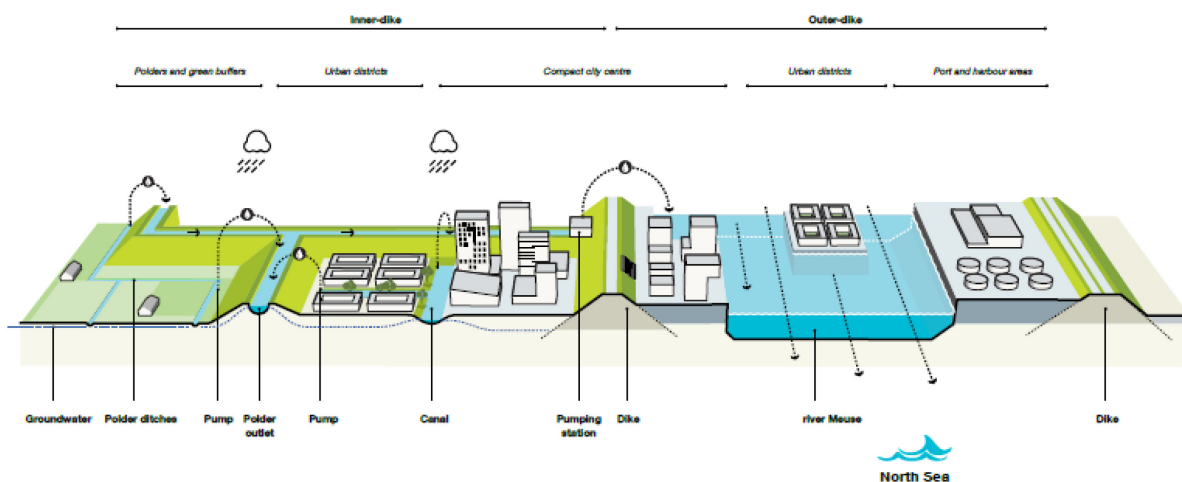 Inner-dike
Outer-dike
Polders and green buffers
Urban districts
Compact city centre
Urban districts
Port and harbour areas
Groundwater
Polder ditches
Pump
Polder
outlet
Pump
Canal
Pumping
station
Dike
river Meuse
Dike
North Sea